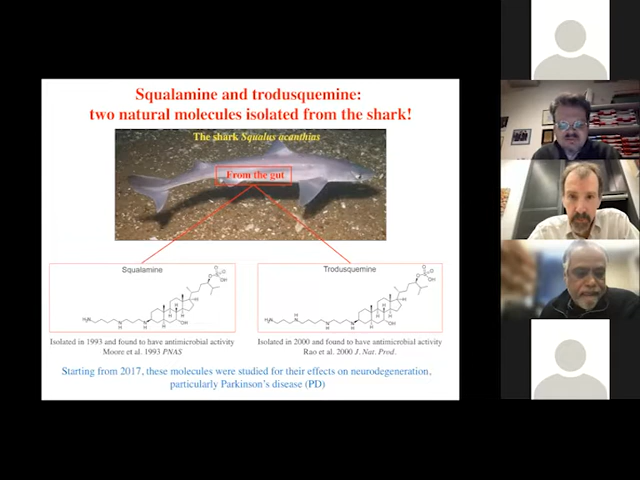 Squalamine and trodusquemine:
two natural molecules isolated from the shark!
The shark Squalus acanthias
From the gut
Squalamine
Trodusquemine
Isolated in 1993 and found to have antimicrobial activity
Moore et al. 1993 PNAS
Isolated in 2000 and found to have antimicrobial activity
Rao et al. 2000 J. Nat. Prod.
Starting from 2017, these molecules were studied for their effects on neurodegeneration,
particularly Parkinson's disease (PD)